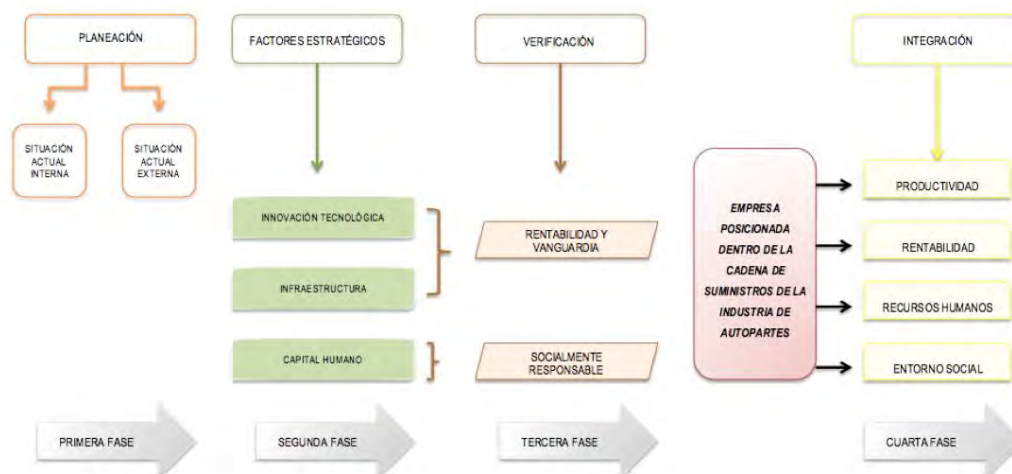 PLANEACIÓN
FACTORES ESTRATÉGICOS
VERIFICACIÓN
INTEGRACIÓN
SITUACIÓN
ACTUAL
INTERNA
SITUACIÓN
ACTUAL
EXTERNA
INNOVACIÓN TECNOLÓGICA
INFRAESTRUCTURA
CAPITAL HUMANO
RENTABILIDAD Y
VANGUARDIA
SOCIALMENTE
RESPONSABLE
EMPRESA
POSICIONADA
DENTRO DE LA
CADENA DE
SUMINISTROS DE LA
INDUSTRIA DE
AUTOPARTES
PRODUCTIVIDAD
RENTABILIDAD
RECURSOS HUMANOS
ENTORNO SOCIAL
PRIMERA FASE
SEGUNDA FASE
TERCERA FASE
CUARTA FASE